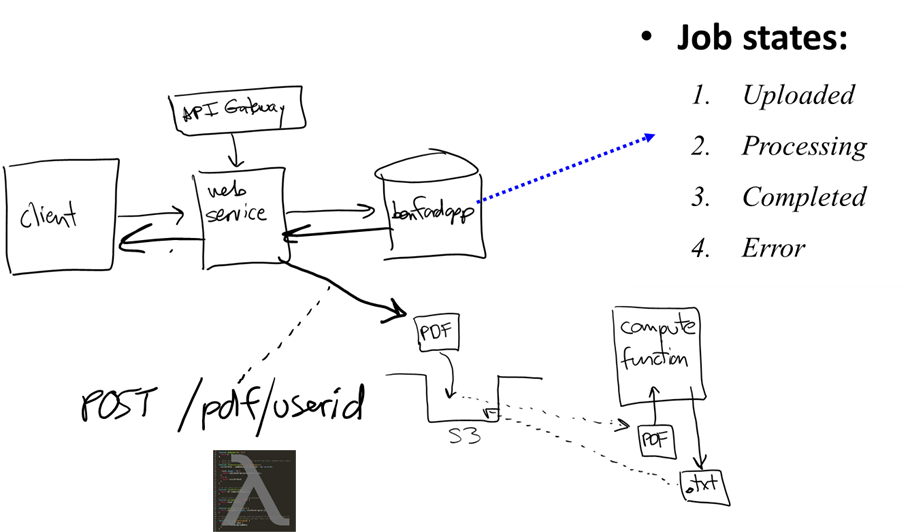 • Job states:
1. Uploaded
2. Processing
3. Completed
4. Error
API Gateway
client
web
service
benfordapp
POST /pdf/userid
PDF
S3
compute
function
PDF
.txt
λ